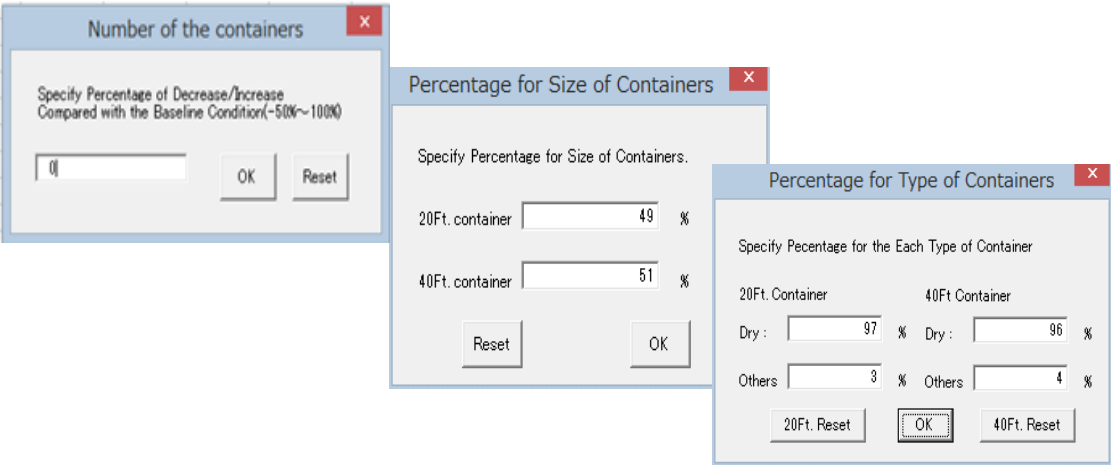 Number of the containers
x
Specify Percentage of Decrease/Increase
Compared with the Baseline Condition(-50%～100%)
0
OK
Reset
Percentage for Size of Containers
x
Specify Percentage for Size of Containers.
20Ft. container 49 %
40Ft. container 51 %
Reset
OK
Percentage for Type of Containers
x
Specify Pecentage for the Each Type of Container
20Ft. Container 40Ft Container
Dry : 97 % Dry : 96 %
Others 3 % Others 4 %
20Ft. Reset OK 40Ft. Reset